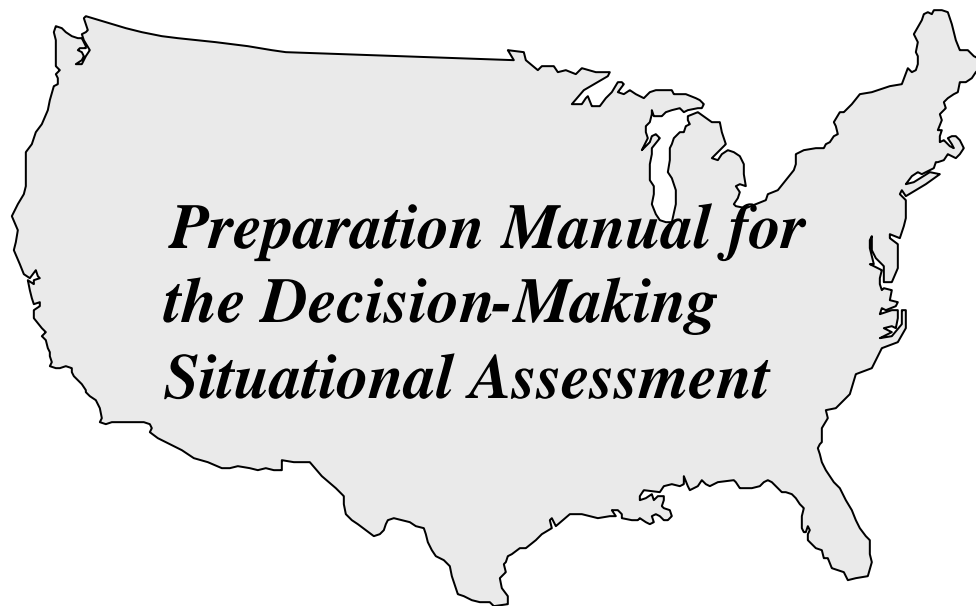 Preparation Manual for
the Decision-Making
Situational Assessment